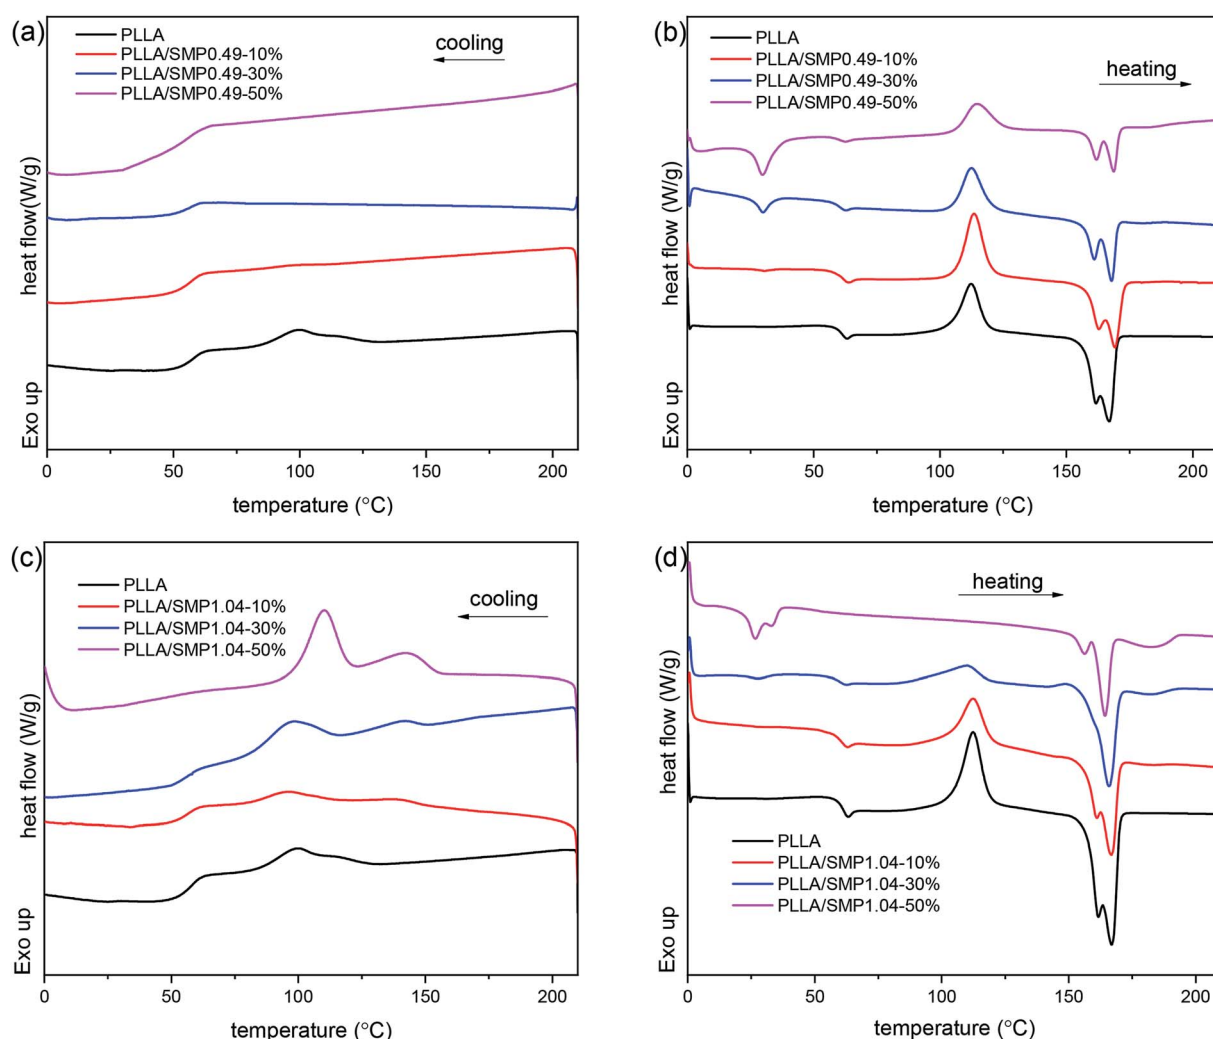 (a)
PLLA
PLLA/SMP0.49-10%
PLLA/SMP0.49-30%
PLLA/SMP0.49-50%
cooling
heat flow(W/g)
Exo up
0 50 100 150 200
temperature (°C)
(b)
PLLA
PLLA/SMP0.49-10%
PLLA/SMP0.49-30%
PLLA/SMP0.49-50%
heating
heat flow (W/g)
Exo up
0 50 100 150 200
temperature (°C)
(c)
PLLA
PLLA/SMP1.04-10%
PLLA/SMP1.04-30%
PLLA/SMP1.04-50%
cooling
heat flow (W/g)
Exo up
0 50 100 150 200
temperature (°C)
(d)
heating
heat flow (W/g)
Exo up
PLLA
PLLA/SMP1.04-10%
PLLA/SMP1.04-30%
PLLA/SMP1.04-50%
0 50 100 150 200
temperature (°C)